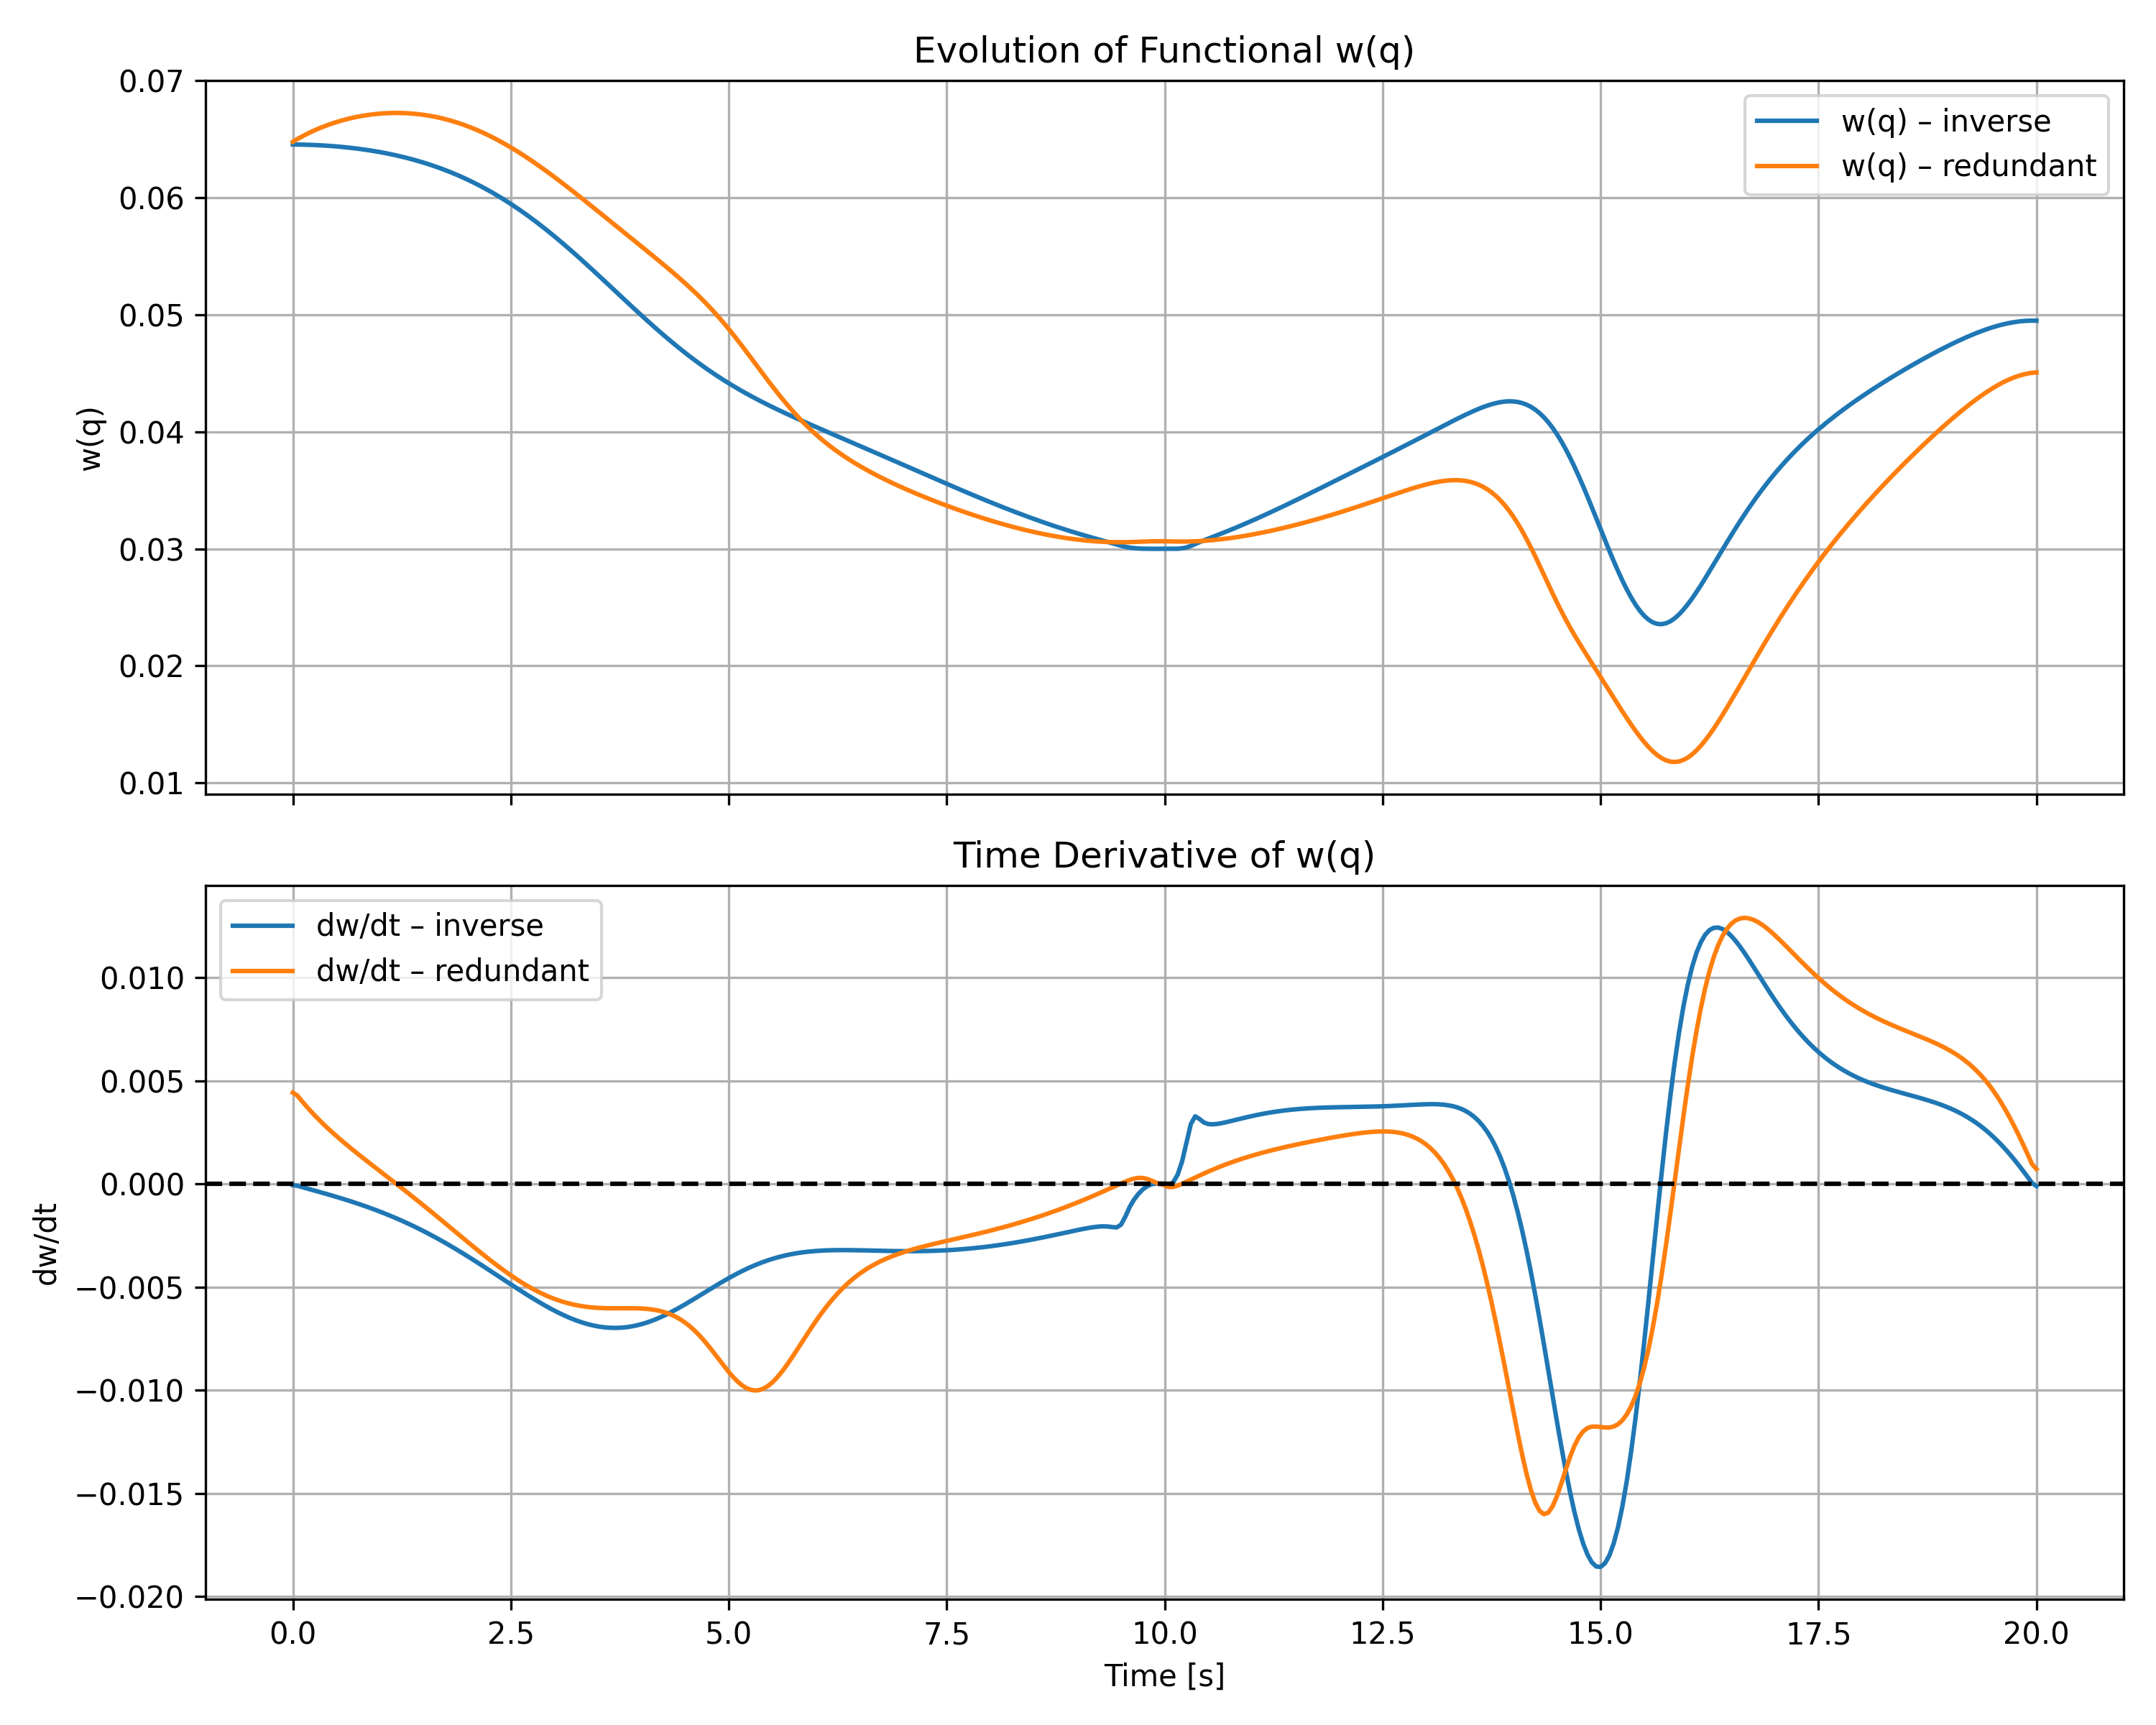 Evolution of Functional w(q)
0.07
0.06
0.05
0.04
0.03
0.02
0.01
w(q)
w(q) – inverse
w(q) – redundant
Time Derivative of w(q)
dw/dt – inverse
dw/dt – redundant
0.010
0.005
0.000
−0.005
−0.010
−0.015
−0.020
dw/dt
0.0 2.5 5.0 7.5 10.0 12.5 15.0 17.5 20.0
Time [s]